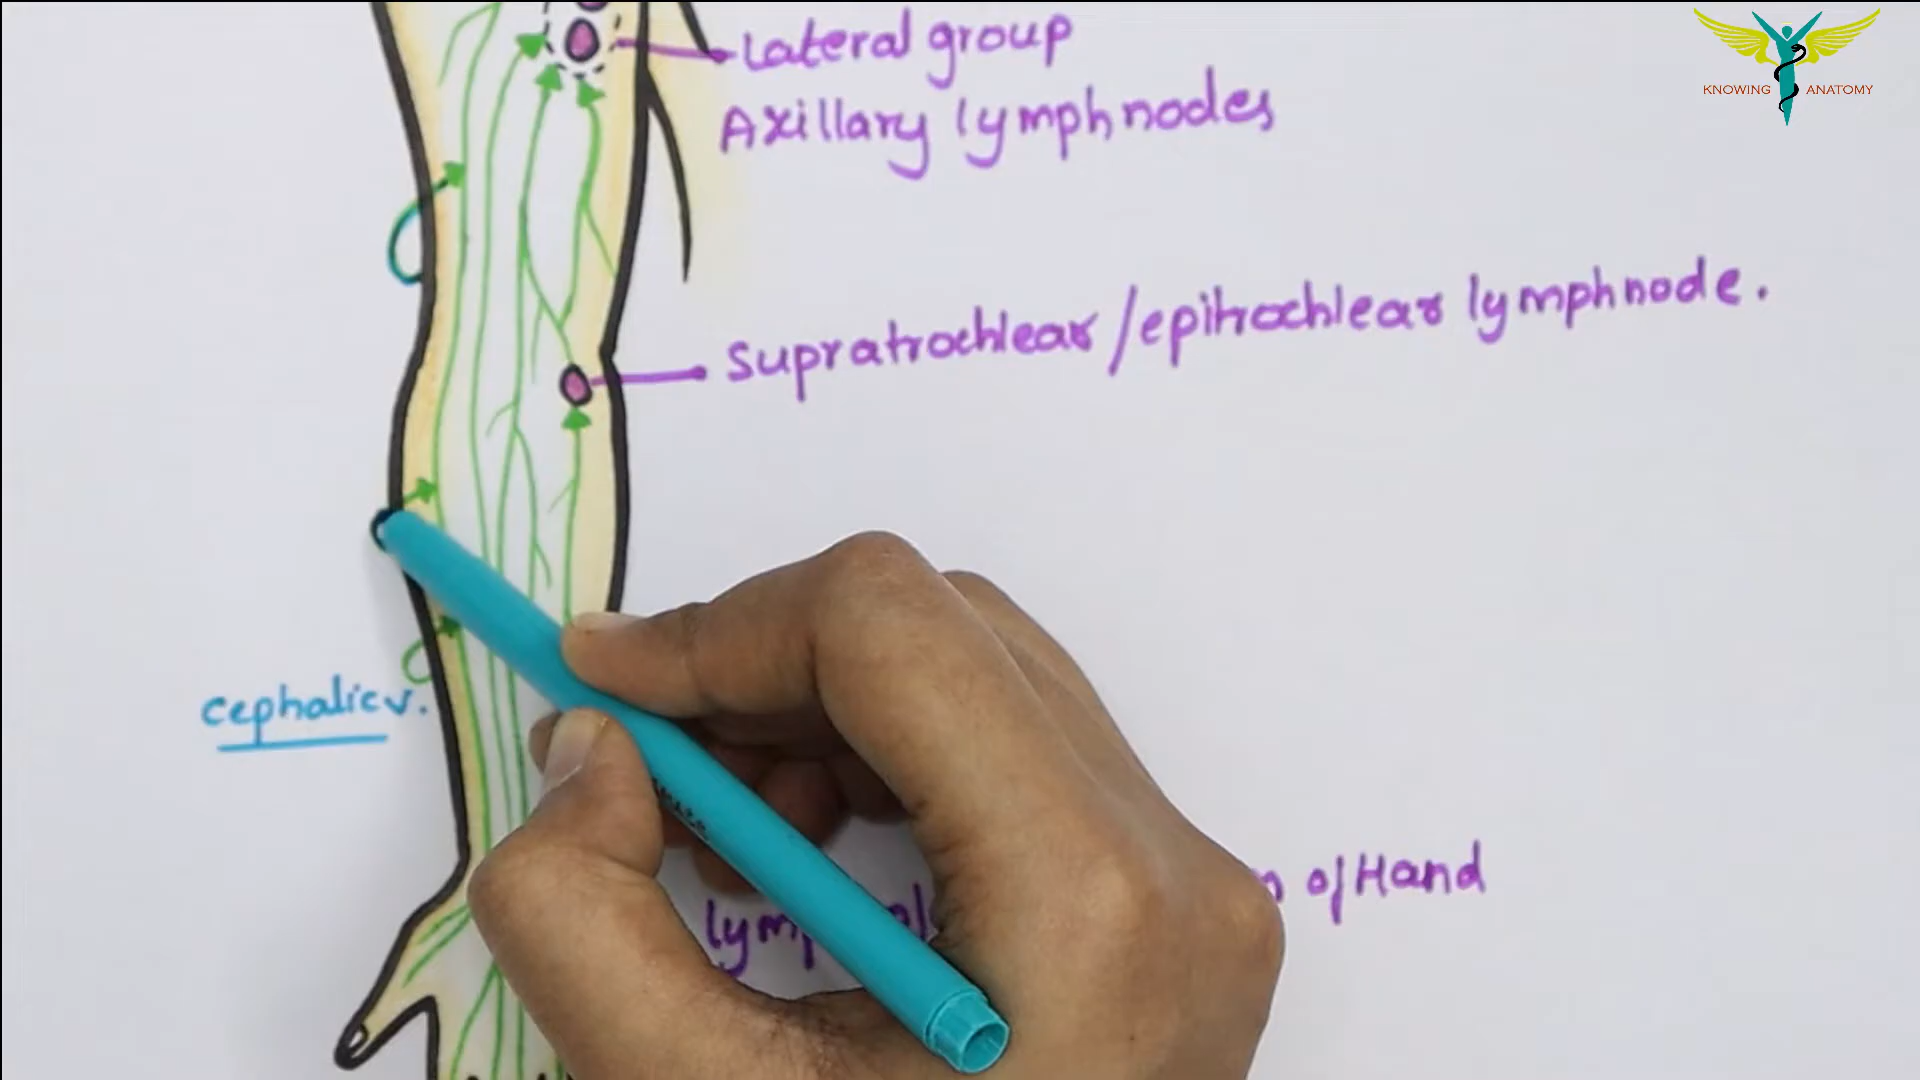 Lateral group
Axillary lymphnodes
KNOWING ANATOMY
Supratrochlear/epitrochlear lymphnode.
cephalic v.
of Hand